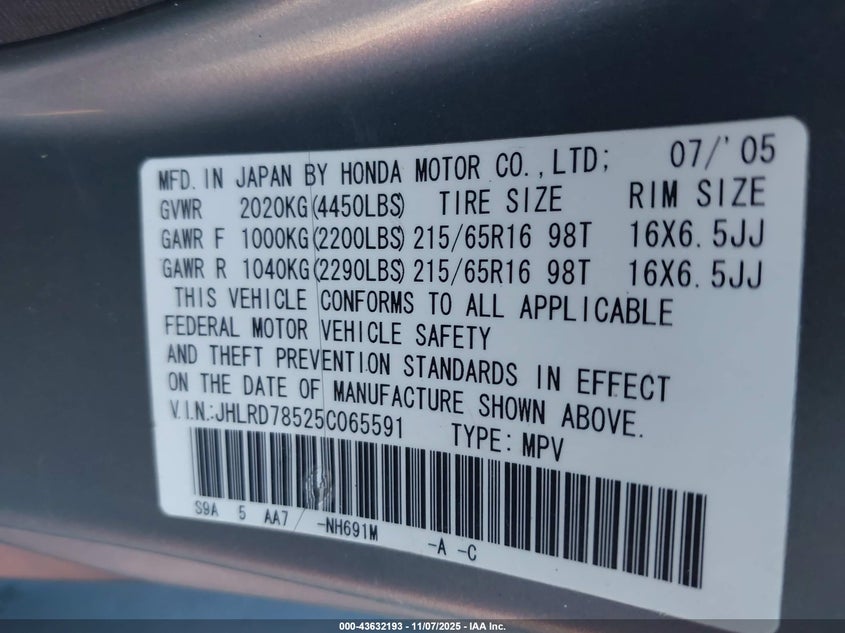 MFD. IN JAPAN BY HONDA MOTOR CO.,LTD; 07/'05
GVWR 2020KG(4450LBS) TIRE SIZE RIM SIZE
GAWR F 1000KG(2200LBS) 215/65R16 98T 16X6.5JJ
GAWR R 1040KG(2290LBS) 215/65R16 98T 16X6.5JJ
THIS VEHICLE CONFORMS TO ALL APPLICABLE
FEDERAL MOTOR VEHICLE SAFETY
AND THEFT PREVENTION STANDARDS IN EFFECT
ON THE DATE OF MANUFACTURE SHOWN ABOVE.
V.I.N.:JHLRD78525C065591 TYPE: MPV
S9A 5 AA7 -NH691M -A -C
000-43632193 - 11/07/2025 - IAA Inc.